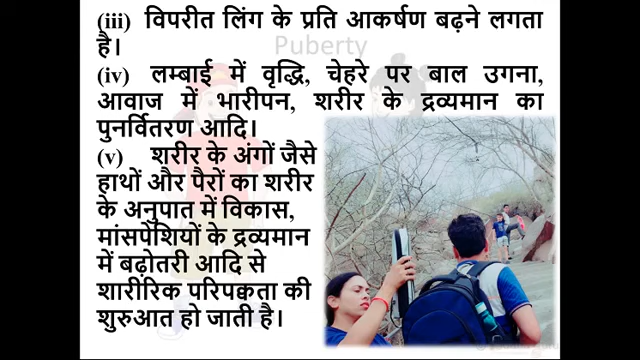 Puberty
(iii) विपरीत लिंग के प्रति आकर्षण बढ़ने लगता
है।
(iv) लम्बाई में वृद्धि, चेहरे पर बाल उगना,
आवाज में भारीपन, शरीर के द्रव्यमान का
पुनर्वितरण आदि।
(v) शरीर के अंगों जैसे
हाथों और पैरों का शरीर
के अनुपात में विकास,
मांसपेशियों के द्रव्यमान
में बढ़ोतरी आदि से
शारीरिक परिपक्वता की
शुरुआत हो जाती है।